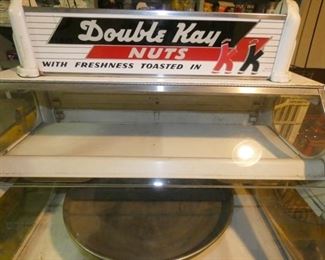 Double Kay
NUTS
WITH FRESHNESS TOASTED IN
KK